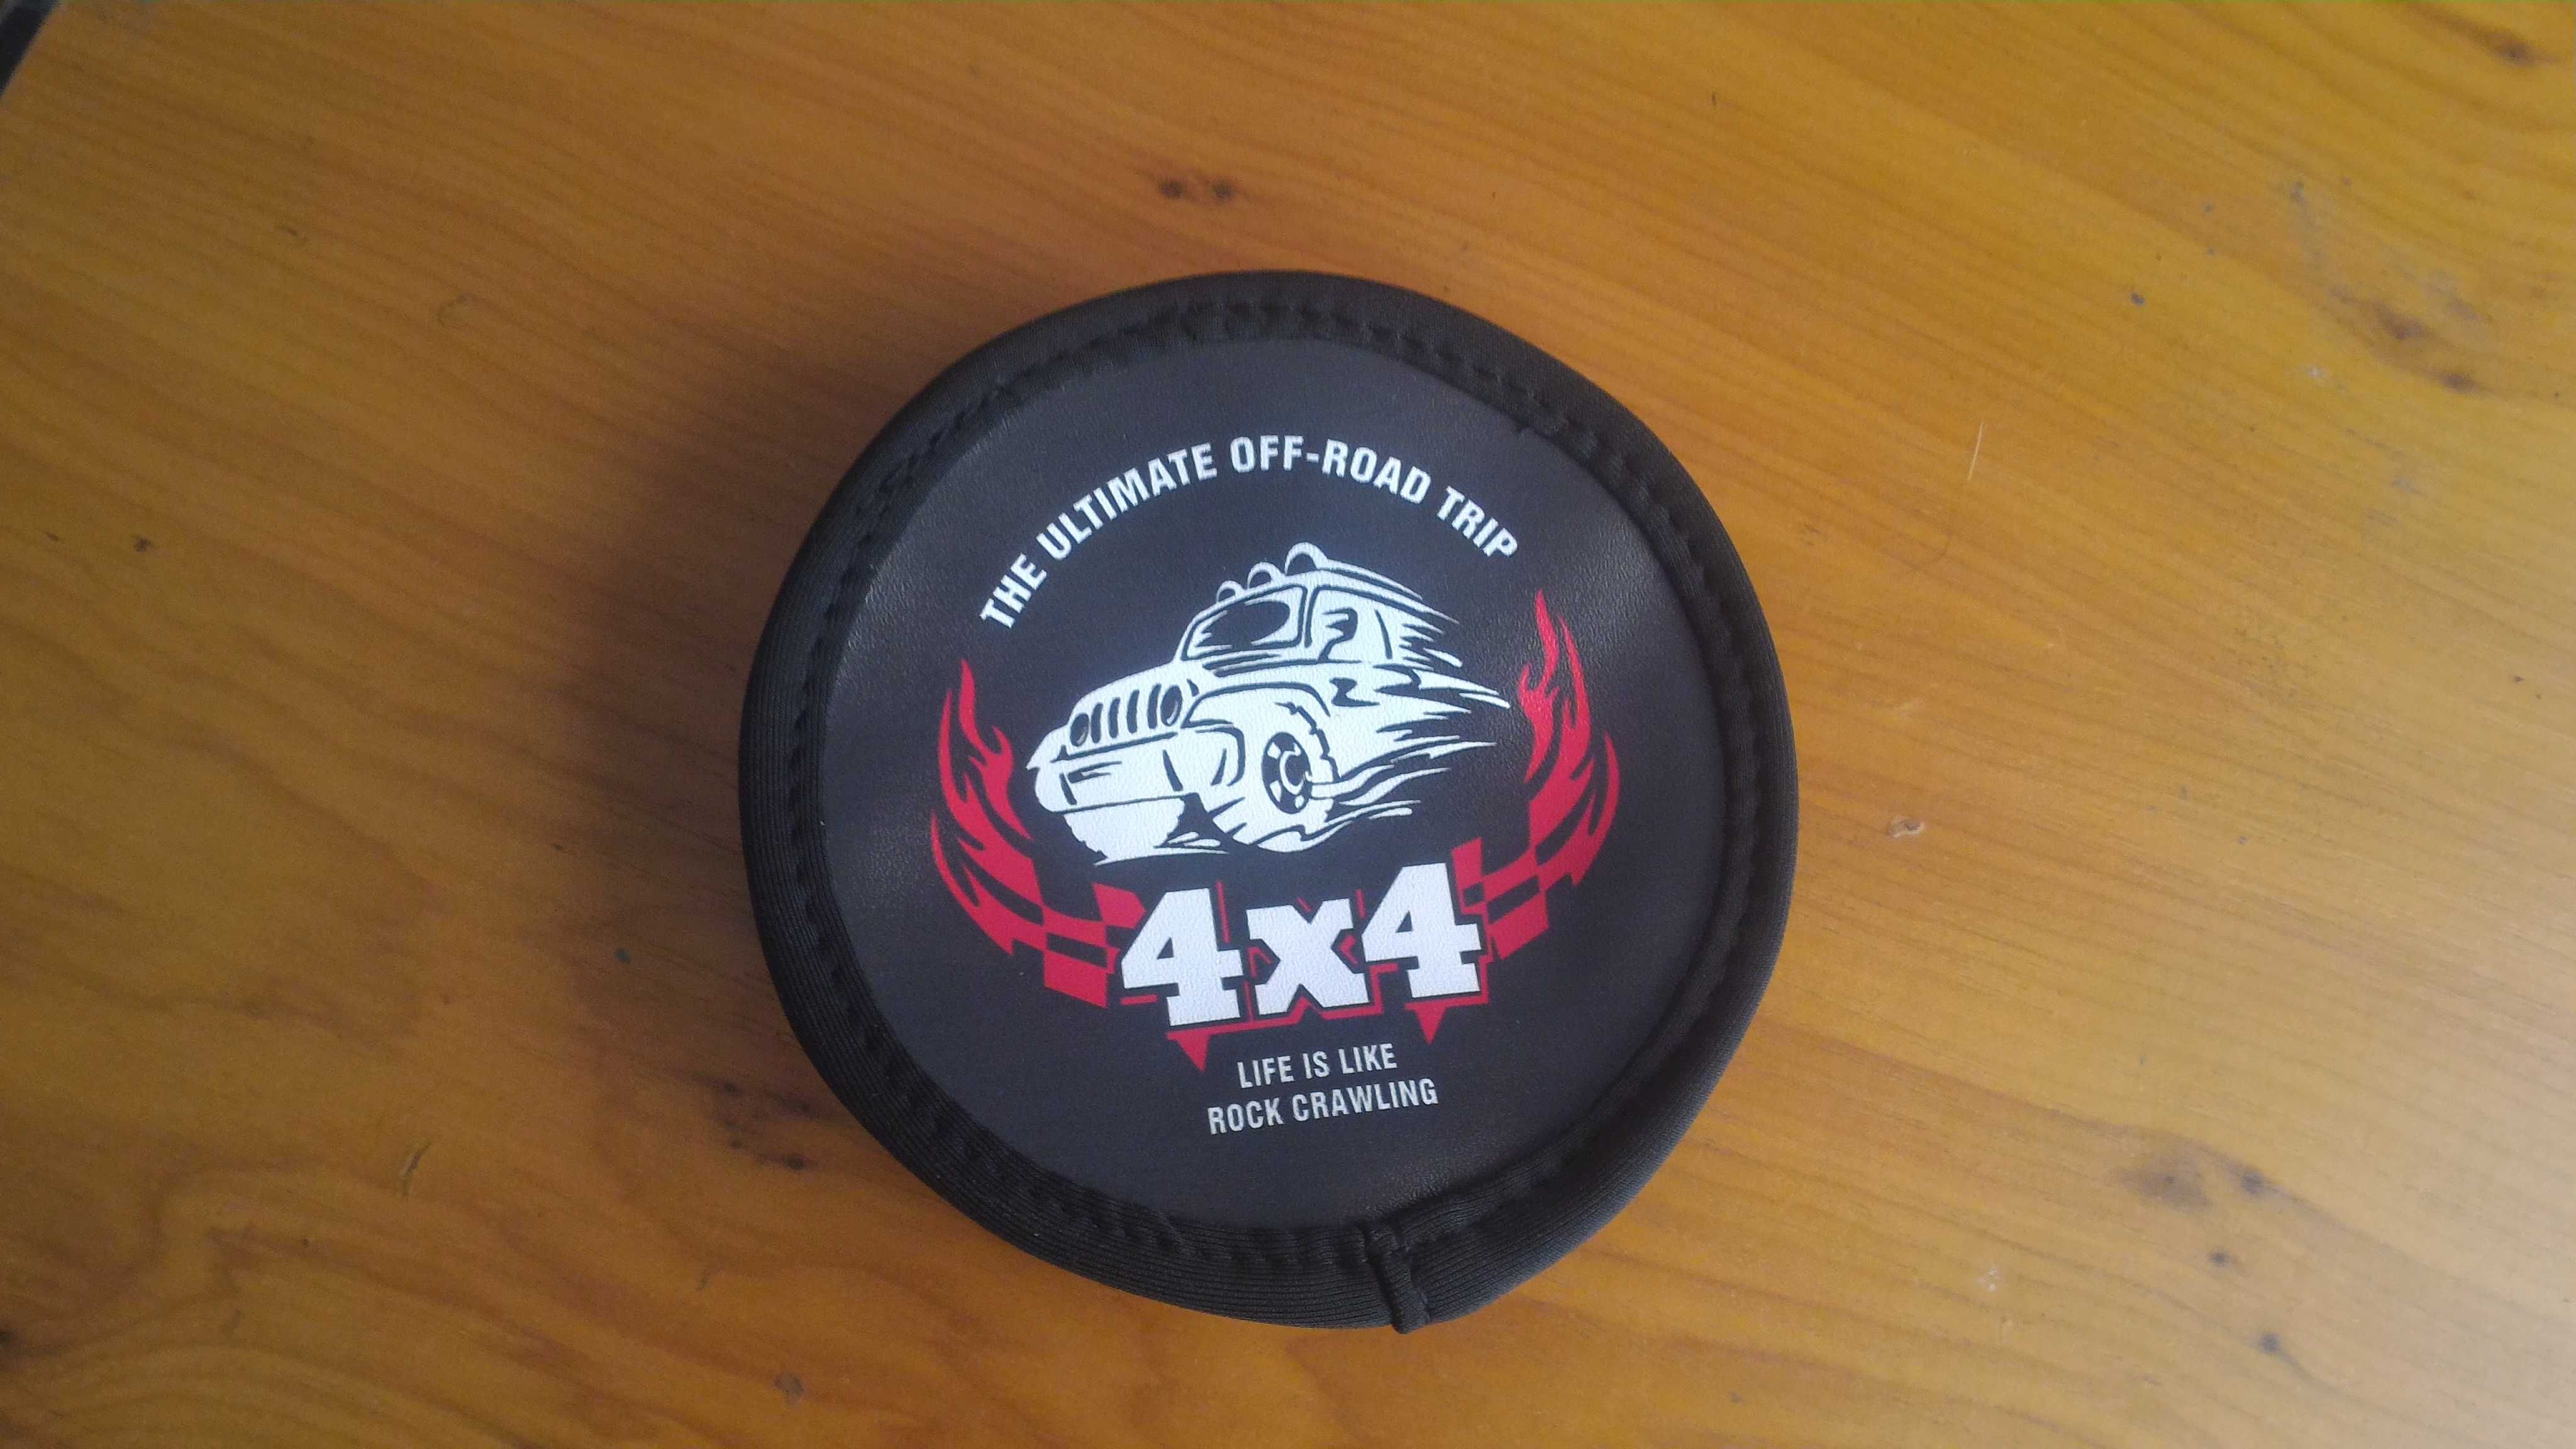 THE ULTIMATE OFF-ROAD TRIP
4x4
LIFE IS LIKE
ROCK CRAWLING